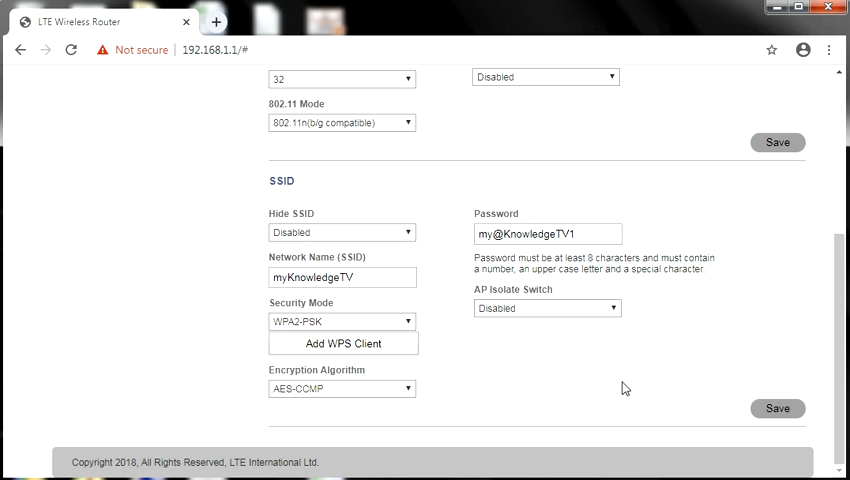 LTE Wireless Router
Not secure
192.168.1.1/#
32
Disabled
802.11 Mode
802.11n(b/g compatible)
Save
SSID
Hide SSID
Password
Disabled
my@KnowledgeTV1
Network Name (SSID)
Password must be at least 8 characters and must contain
a number, an upper case letter and a special character.
myKnowledgeTV
AP Isolate Switch
Security Mode
Disabled
WPA2-PSK
Add WPS Client
Encryption Algorithm
AES-CCMP
Save
Copyright 2018, All Rights Reserved, LTE International Ltd.